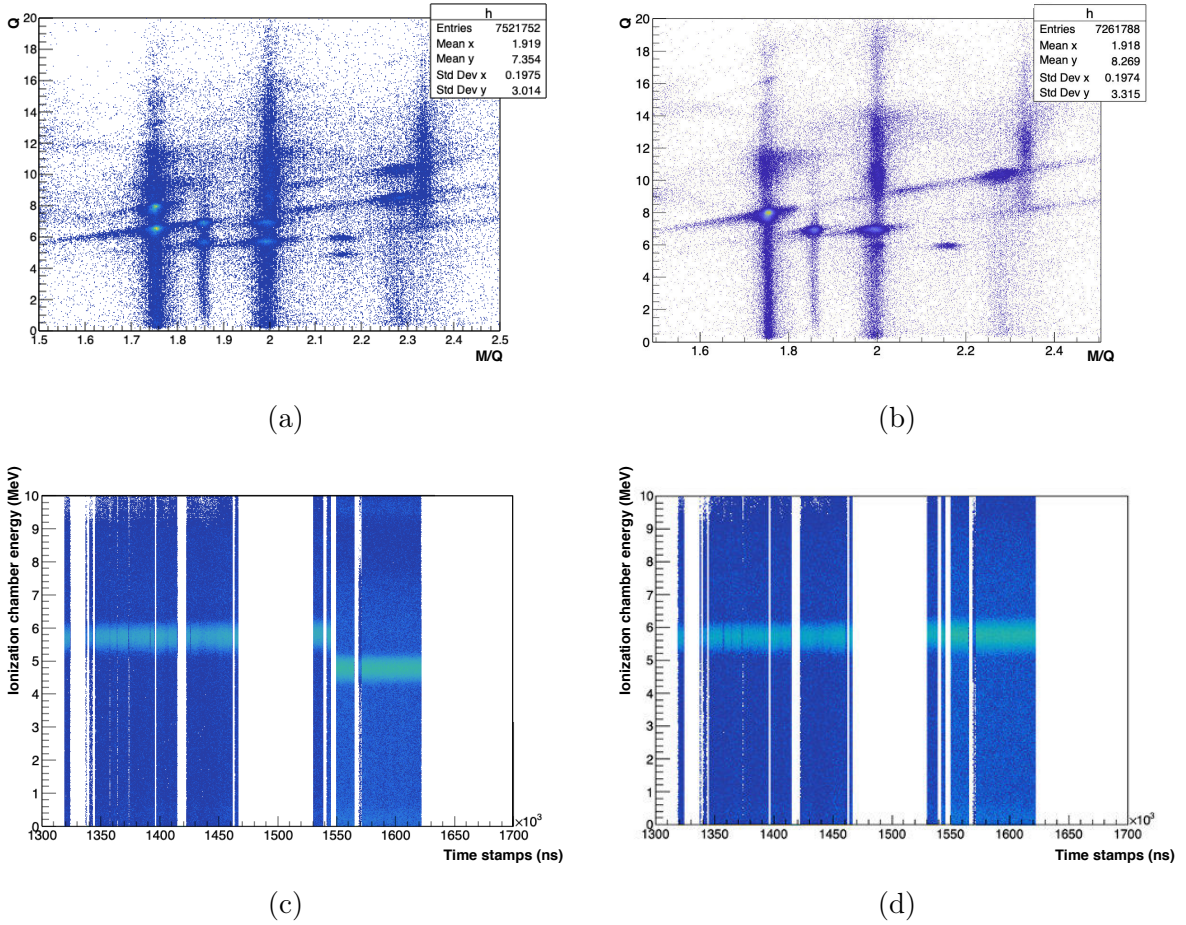 h
Entries 7521752
Mean x 1.919
Mean y 7.354
Std Dev x 0.1975
Std Dev y 3.014
Q
20
18
16
14
12
10
8
6
4
2
0
1.5 1.6 1.7 1.8 1.9 2 2.1 2.2 2.3 2.4 2.5
M/Q
(a)
h
Entries 7261788
Mean x 1.918
Mean y 8.269
Std Dev x 0.1974
Std Dev y 3.315
Q
20
18
16
14
12
10
8
6
4
2
0
1.6 1.8 2 2.2 2.4
M/Q
(b)
Ionization chamber energy (MeV)
10
9
8
7
6
5
4
3
2
1
0
1300 1350 1400 1450 1500 1550 1600 1650 1700
×10³
Time stamps (ns)
(c)
Ionization chamber energy (MeV)
10
9
8
7
6
5
4
3
2
1
0
1300 1350 1400 1450 1500 1550 1600 1650 1700
×10³
Time stamps (ns)
(d)